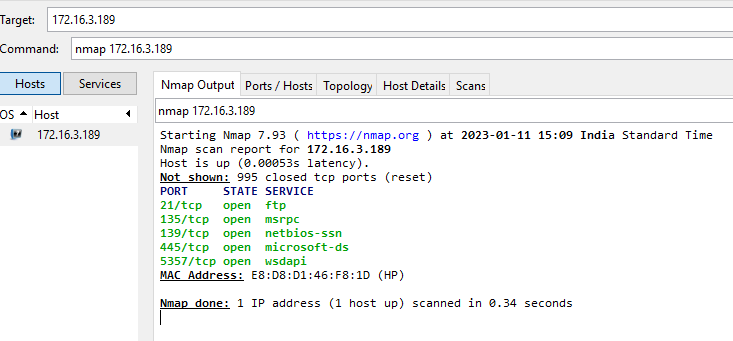 Target: 172.16.3.189
Command: nmap 172.16.3.189
Hosts Services
OS Host
172.16.3.189
Nmap Output Ports / Hosts Topology Host Details Scans
nmap 172.16.3.189
Starting Nmap 7.93 ( https://nmap.org ) at 2023-01-11 15:09 India Standard Time
Nmap scan report for 172.16.3.189
Host is up (0.00053s latency).
Not shown: 995 closed tcp ports (reset)
PORT STATE SERVICE
21/tcp open ftp
135/tcp open msrpc
139/tcp open netbios-ssn
445/tcp open microsoft-ds
5357/tcp open wsdapi
MAC Address: E8:D8:D1:46:F8:1D (HP)
Nmap done: 1 IP address (1 host up) scanned in 0.34 seconds